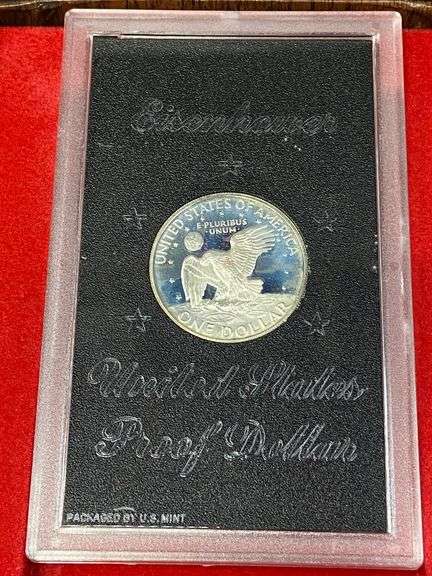 Eisenhower
UNITED STATES OF AMERICA
E·PLURIBUS
UNUM
ONE DOLLAR
United States
Proof Dollar
PACKAGED BY U.S. MINT